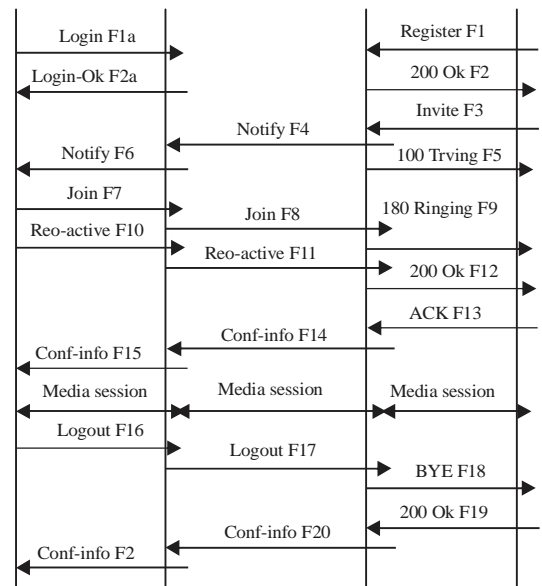 Login F1a
Register F1
Login-Ok F2a
200 Ok F2
Invite F3
Notify F4
Notify F6
100 Trving F5
Join F7
Join F8
180 Ringing F9
Reo-active F10
Reo-active F11
200 Ok F12
ACK F13
Conf-info F14
Conf-info F15
Media session
Media session
Media session
Logout F16
Logout F17
BYE F18
200 Ok F19
Conf-info F20
Conf-info F2